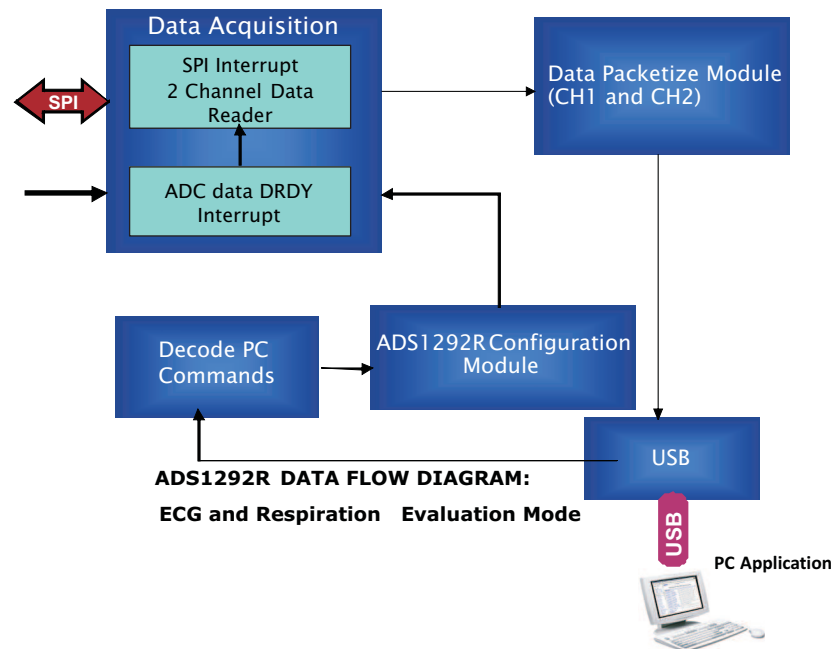 Data Acquisition
SPI Interrupt
2 Channel Data
Reader
SPI
ADC data DRDY
Interrupt
Data Packetize Module
(CH1 and CH2)
Decode PC
Commands
ADS1292R Configuration
Module
USB
ADS1292R DATA FLOW DIAGRAM:
ECG and Respiration Evaluation Mode
USB
PC Application